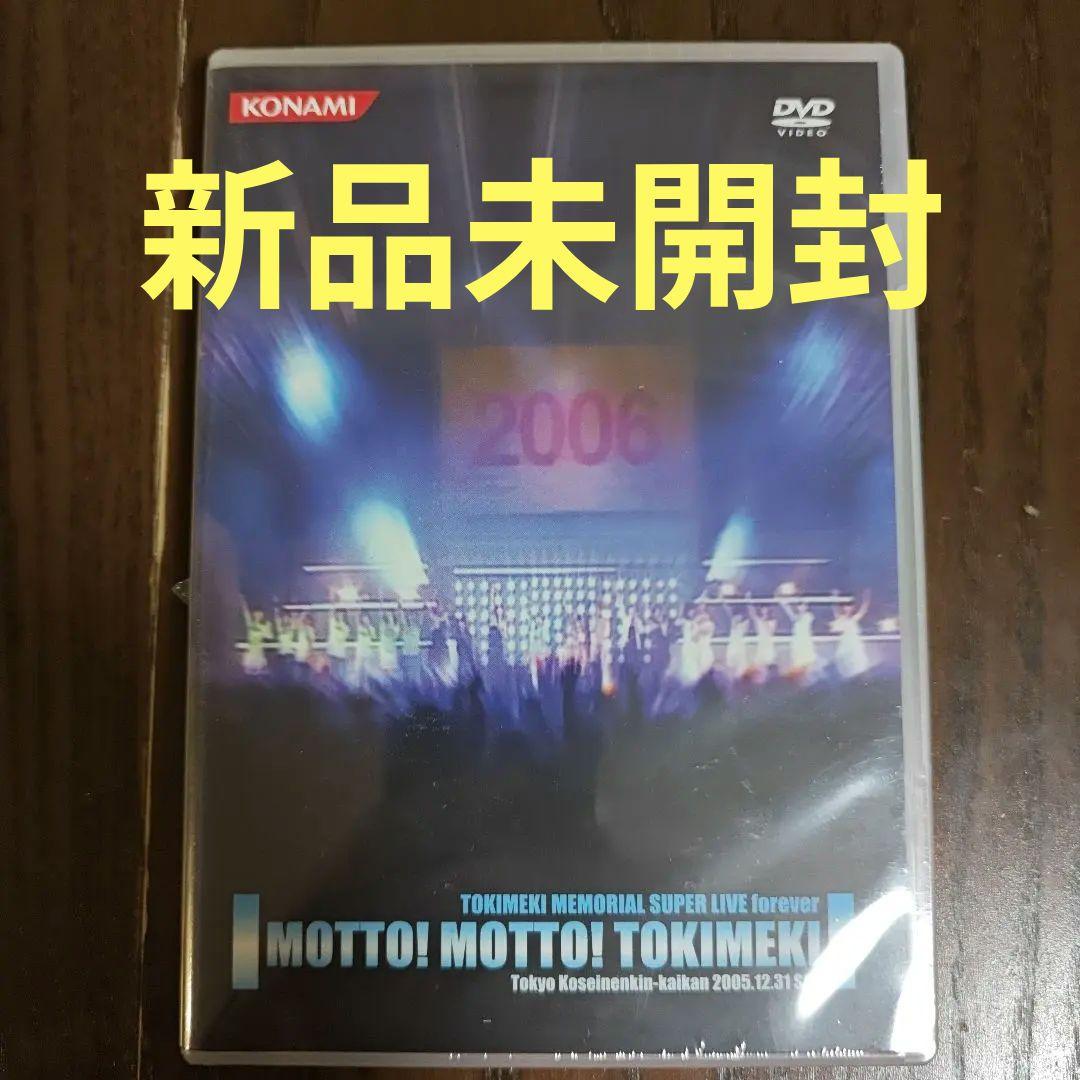 KONAMI
DVD
VIDEO
新品未開封
2006
TOKIMEKI MEMORIAL SUPER LIVE forever
MOTTO! MOTTO! TOKIMEKI
Tokyo Koseinenkin-kaikan 2005.12.31